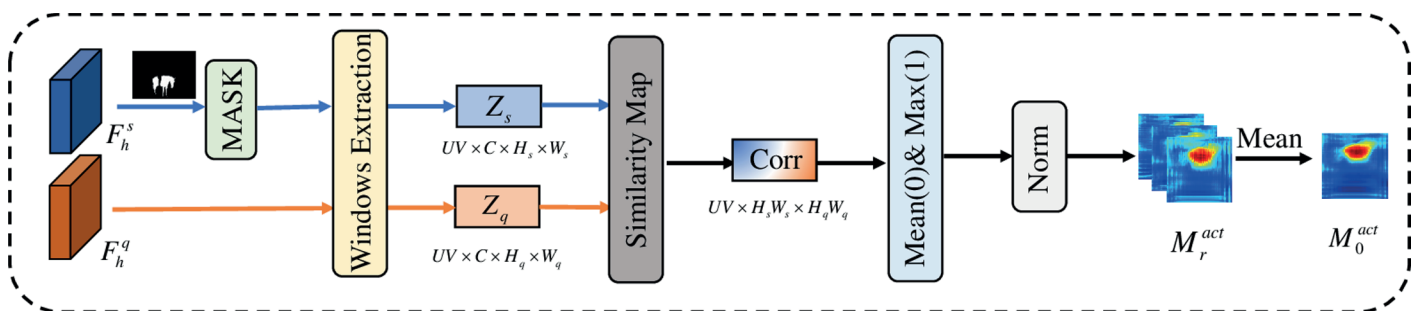 F_h^s
MASK
Windows Extraction
Z_s
UV × C × H_s × W_s
Similarity Map
Corr
UV × H_sW_s × H_qW_q
Mean(0)& Max(1)
Norm
Mean
M_r^{act}
M_0^{act}
F_h^q
Z_q
UV × C × H_q × W_q